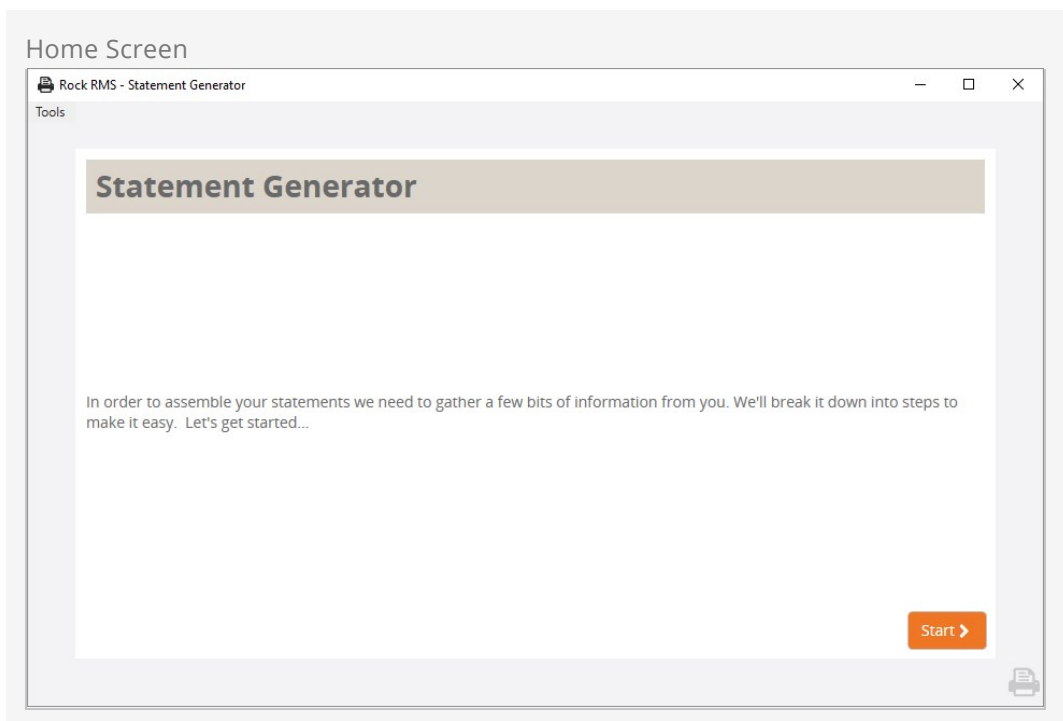 Home Screen
Rock RMS - Statement Generator
Tools
Statement Generator
In order to assemble your statements we need to gather a few bits of information from you. We'll break it down into steps to
make it easy.  Let's get started...
Start